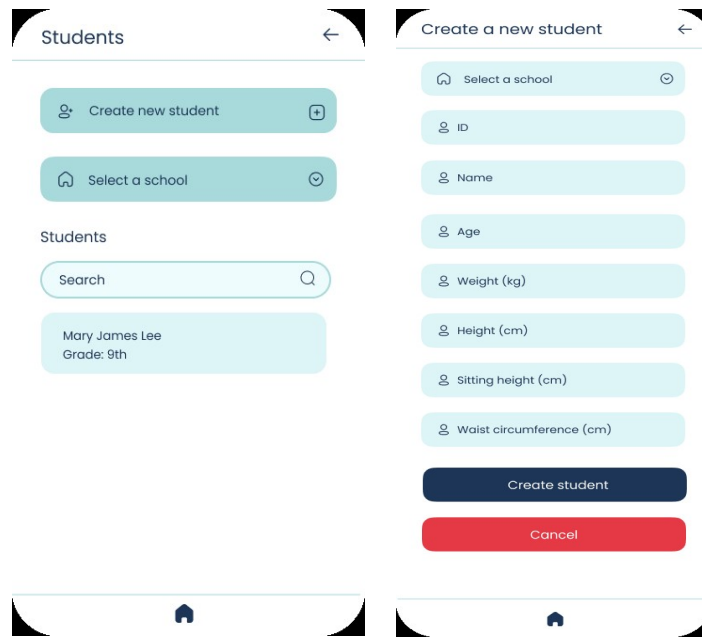 Students
Create new student
Select a school
Students
Search
Mary James Lee
Grade: 9th
Create a new student
Select a school
ID
Name
Age
Weight (kg)
Height (cm)
Sitting height (cm)
Waist circumference (cm)
Create student
Cancel